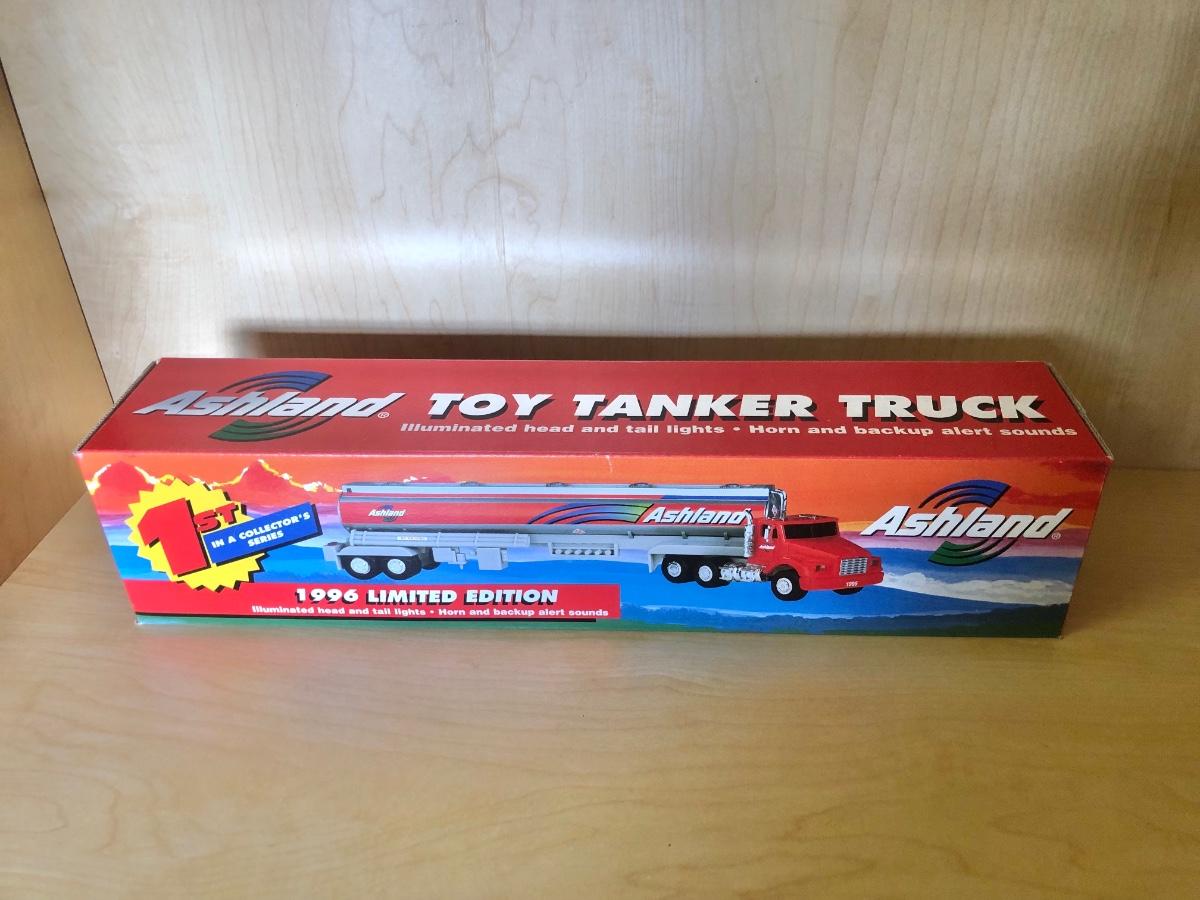 Ashland® TOY TANKER TRUCK
Illuminated head and tail lights • Horn and backup alert sounds
1ST
IN A COLLECTOR'S
SERIES
Ashland
Ashland
Ashland®
1996
1996 LIMITED EDITION
Illuminated head and tail lights • Horn and backup alert sounds